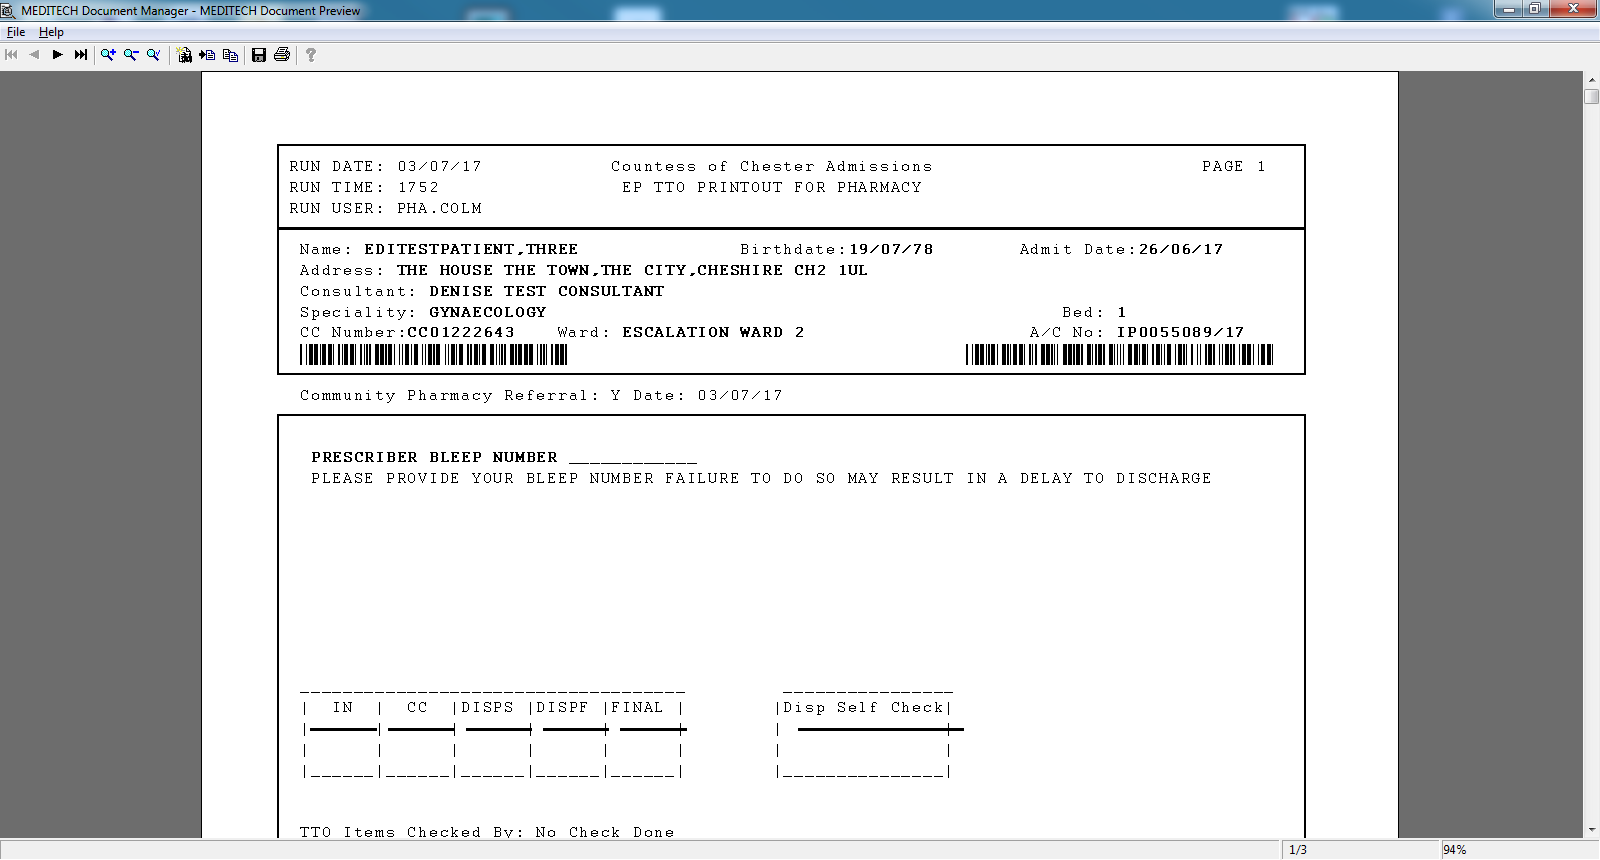 MEDITECH Document Manager - MEDITECH Document Preview
File Help
RUN DATE: 03/07/17 Countess of Chester Admissions PAGE 1
RUN TIME: 1752 EP TTO PRINTOUT FOR PHARMACY
RUN USER: PHA.COLM
Name: EDITESTPATIENT,THREE Birthdate:19/07/78 Admit Date:26/06/17
Address: THE HOUSE THE TOWN,THE CITY,CHESHIRE CH2 1UL
Consultant: DENISE TEST CONSULTANT
Speciality: GYNAECOLOGY Bed: 1
CC Number:CC01222643 Ward: ESCALATION WARD 2 A/C No: IP0055089/17
Community Pharmacy Referral: Y Date: 03/07/17
PRESCRIBER BLEEP NUMBER ____________
PLEASE PROVIDE YOUR BLEEP NUMBER FAILURE TO DO SO MAY RESULT IN A DELAY TO DISCHARGE
| IN | CC |DISPS |DISPF |FINAL | |Disp Self Check|
TTO Items Checked By: No Check Done
1/3 94%